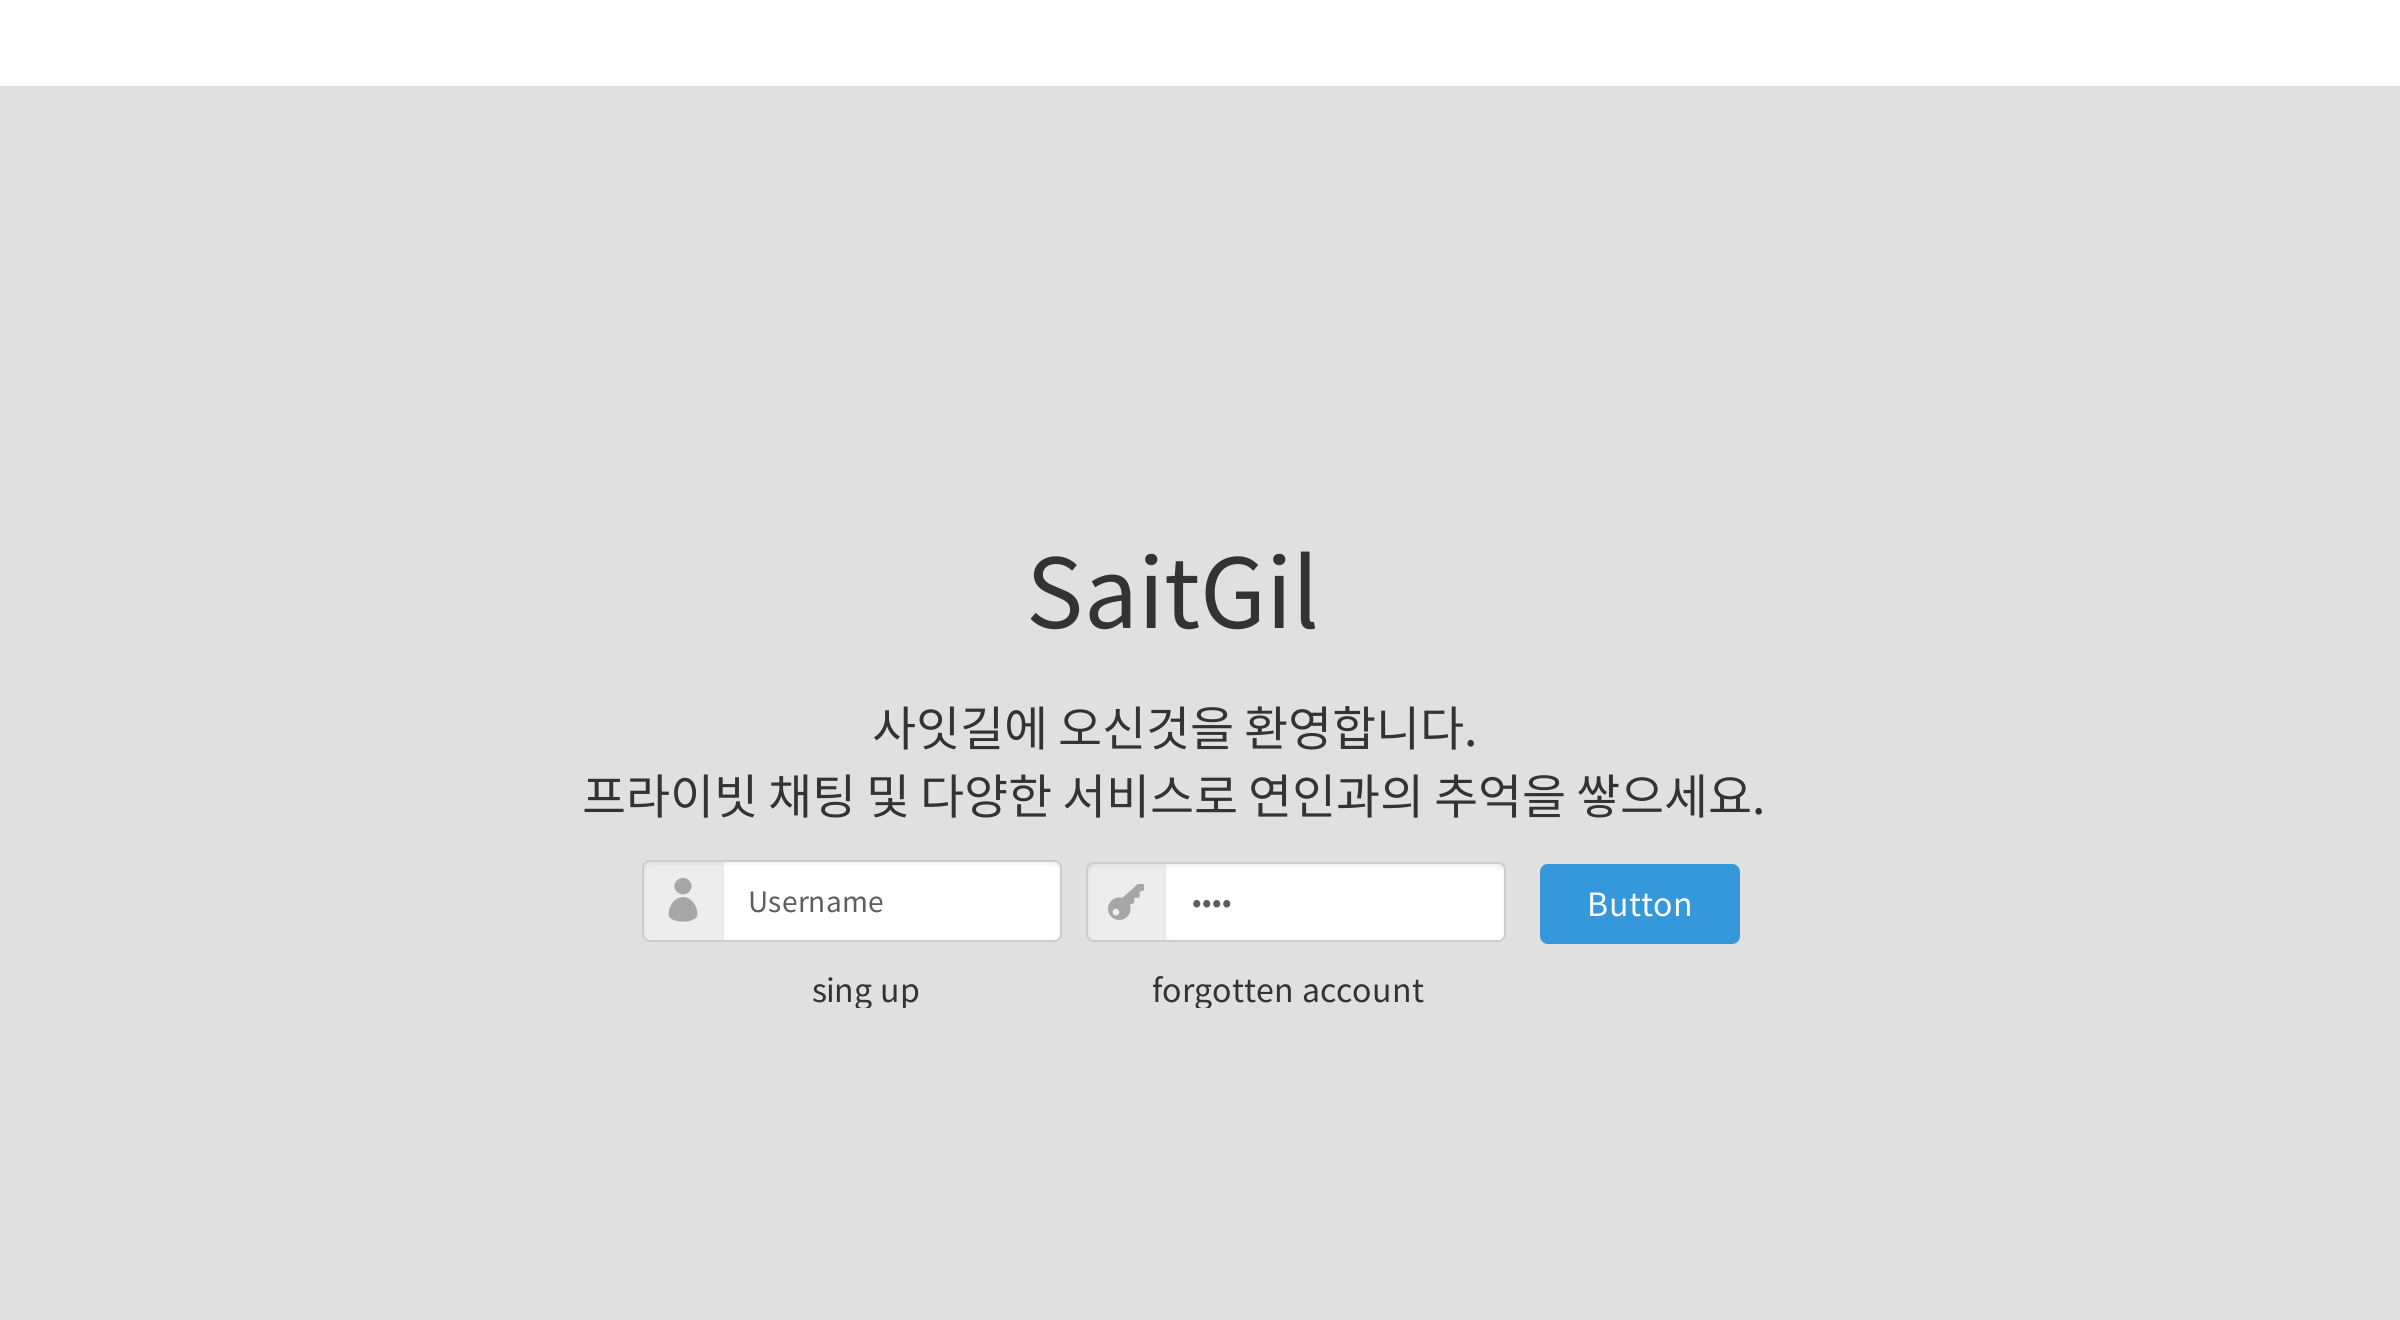 SaitGil
사잇길에 오신것을 환영합니다.
프라이빗 채팅 및 다양한 서비스로 연인과의 추억을 쌓으세요.
Username
••••
Button
sing up
forgotten account